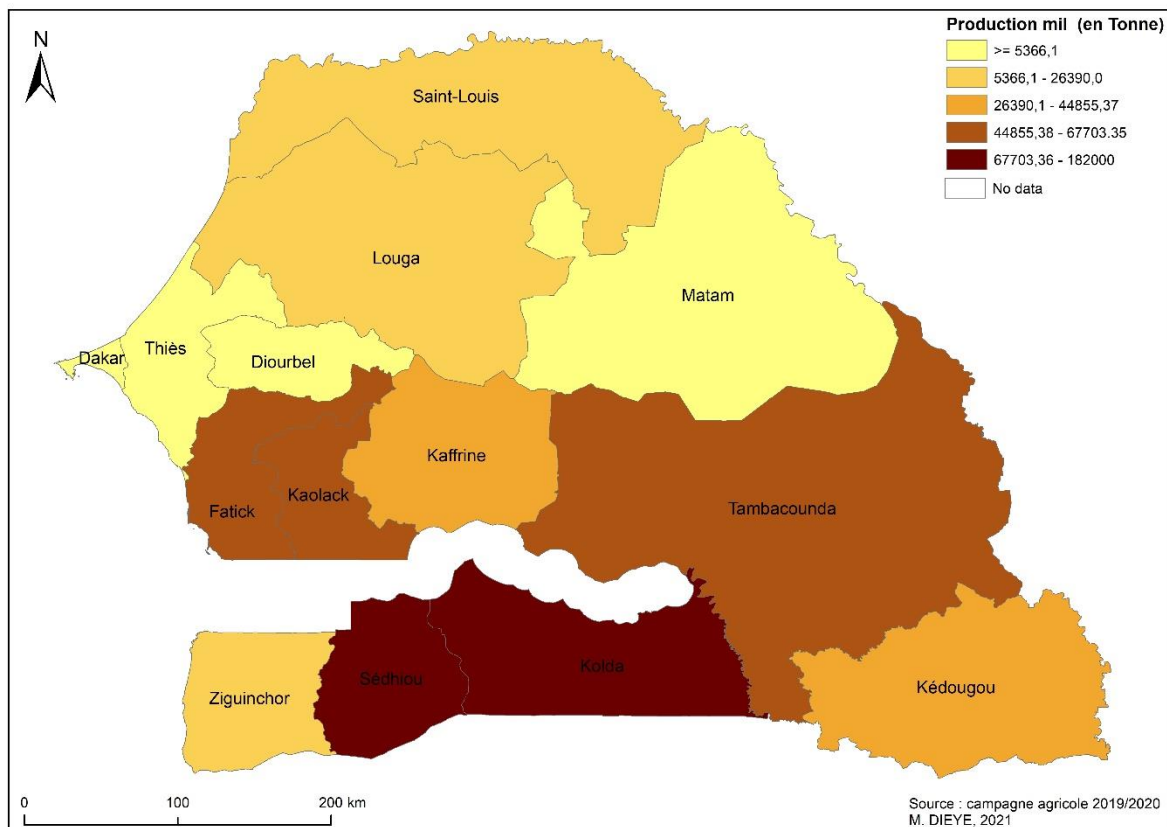 Production mil (en Tonne)
>= 5366,1
5366,1 - 26390,0
26390,1 - 44855,37
44855,38 - 67703.35
67703,36 - 182000
No data
N
Saint-Louis
Louga
Matam
Dakar
Thiès
Diourbel
Kaffrine
Kaolack
Fatick
Tambacounda
Kolda
Sédhiou
Kédougou
Ziguinchor
0 100 200 km
Source : campagne agricole 2019/2020
M. DIEYE, 2021